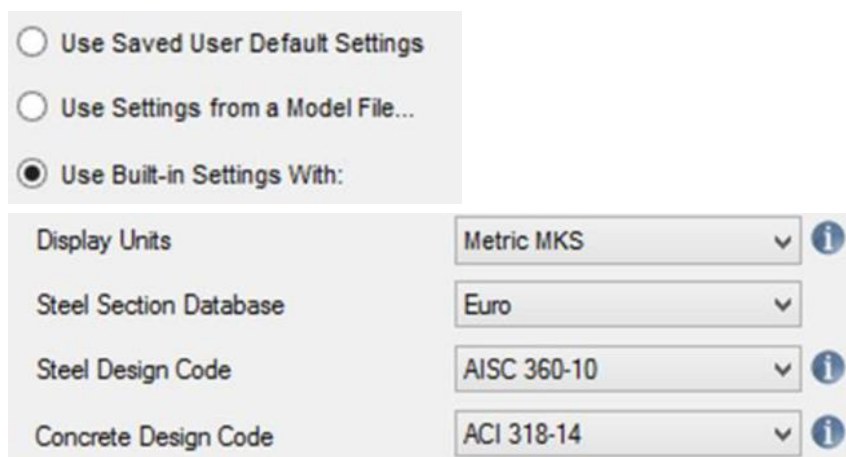 Use Saved User Default Settings
Use Settings from a Model File...
Use Built-in Settings With:
Display Units Metric MKS
Steel Section Database Euro
Steel Design Code AISC 360-10
Concrete Design Code ACI 318-14